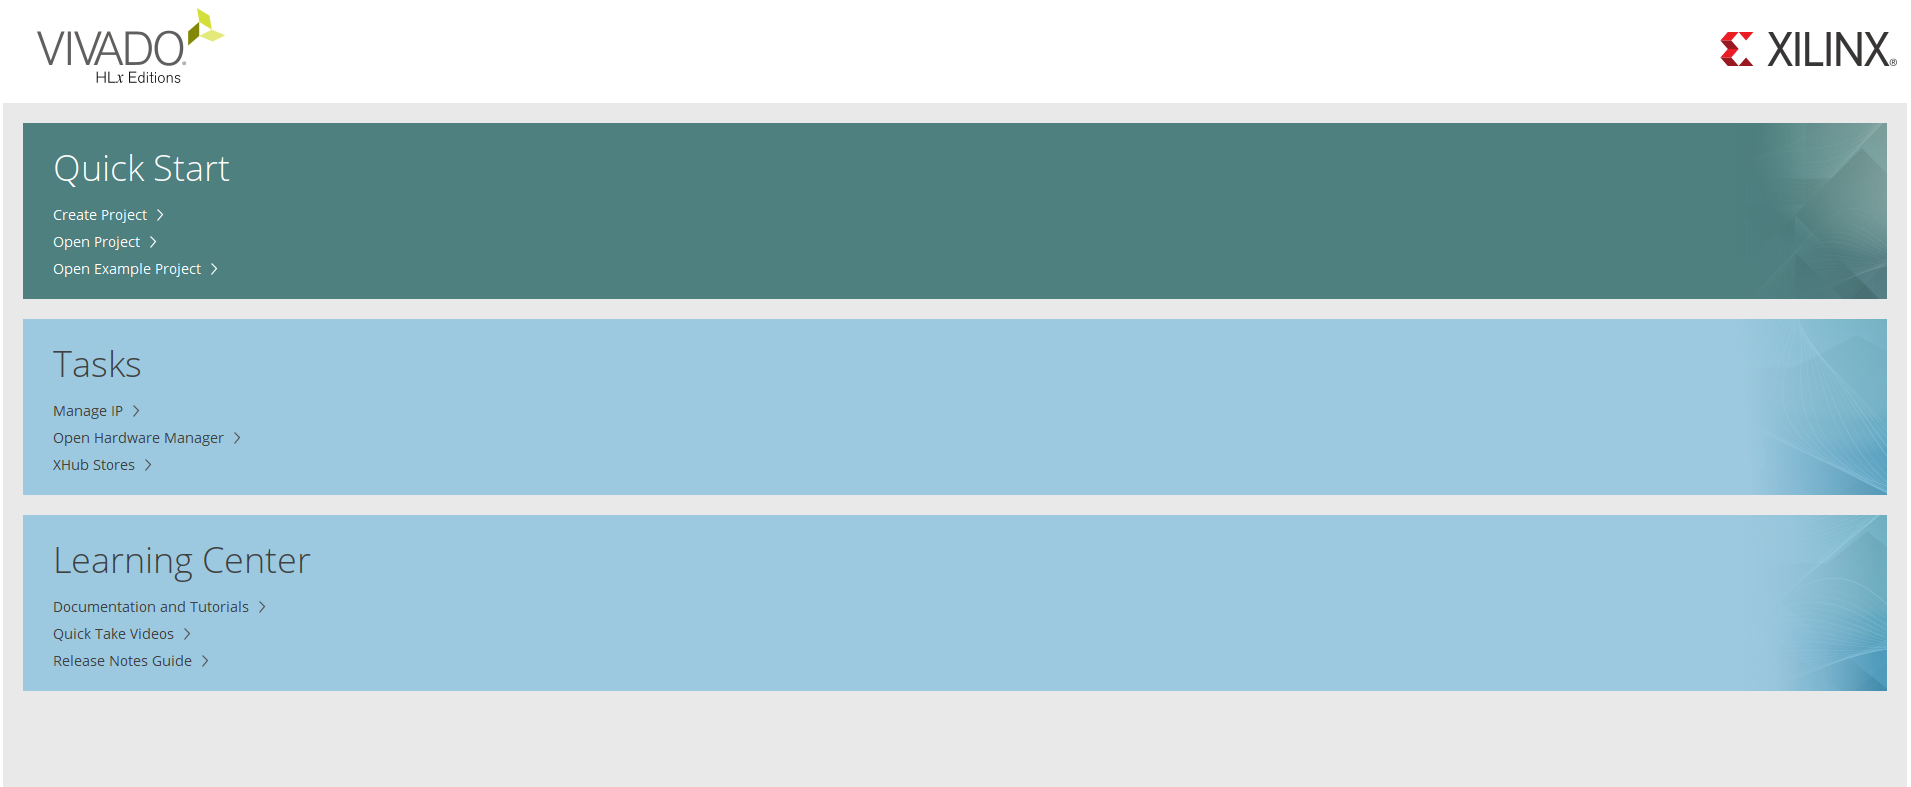 VIVADO®
HLx Editions
XILINX®
Quick Start
Create Project
Open Project
Open Example Project
Tasks
Manage IP
Open Hardware Manager
XHub Stores
Learning Center
Documentation and Tutorials
Quick Take Videos
Release Notes Guide